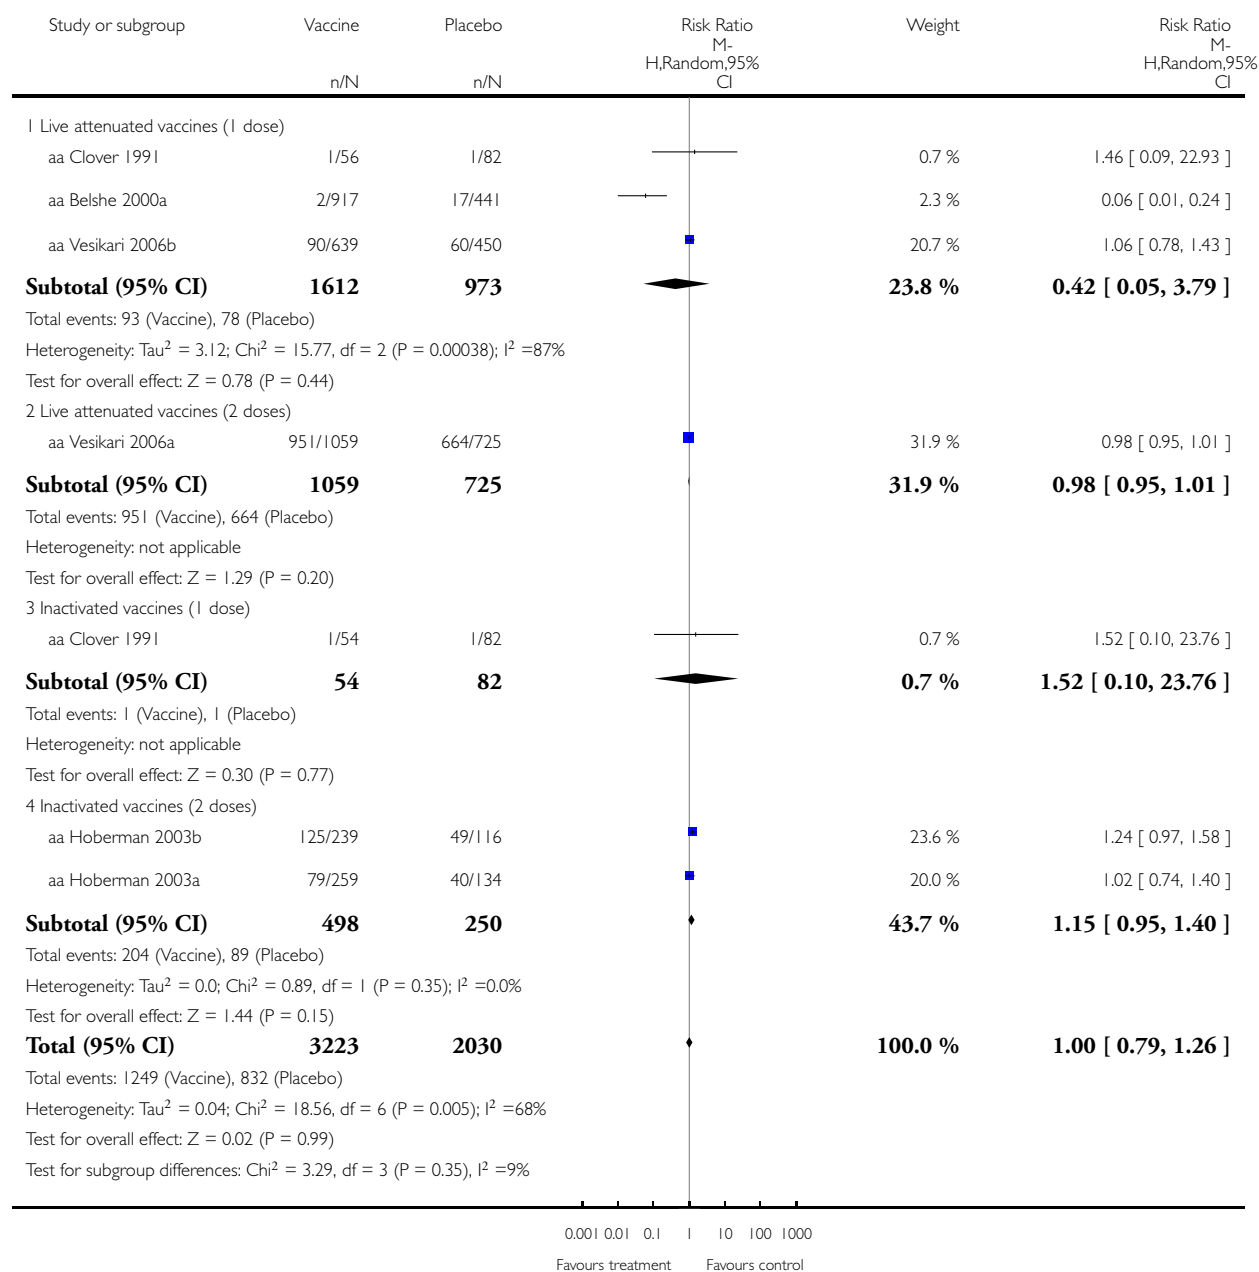 Study or subgroup Vaccine Placebo Risk Ratio Weight Risk Ratio
M- M-
H,Random,95% H,Random,95%
n/N n/N CI CI
1 Live attenuated vaccines (1 dose)
aa Clover 1991 1/56 1/82 0.7 % 1.46 [ 0.09, 22.93 ]
aa Belshe 2000a 2/917 17/441 2.3 % 0.06 [ 0.01, 0.24 ]
aa Vesikari 2006b 90/639 60/450 20.7 % 1.06 [ 0.78, 1.43 ]
Subtotal (95% CI) 1612 973 23.8 % 0.42 [ 0.05, 3.79 ]
Total events: 93 (Vaccine), 78 (Placebo)
Heterogeneity: Tau² = 3.12; Chi² = 15.77, df = 2 (P = 0.00038); I² =87%
Test for overall effect: Z = 0.78 (P = 0.44)
2 Live attenuated vaccines (2 doses)
aa Vesikari 2006a 951/1059 664/725 31.9 % 0.98 [ 0.95, 1.01 ]
Subtotal (95% CI) 1059 725 31.9 % 0.98 [ 0.95, 1.01 ]
Total events: 951 (Vaccine), 664 (Placebo)
Heterogeneity: not applicable
Test for overall effect: Z = 1.29 (P = 0.20)
3 Inactivated vaccines (1 dose)
aa Clover 1991 1/54 1/82 0.7 % 1.52 [ 0.10, 23.76 ]
Subtotal (95% CI) 54 82 0.7 % 1.52 [ 0.10, 23.76 ]
Total events: 1 (Vaccine), 1 (Placebo)
Heterogeneity: not applicable
Test for overall effect: Z = 0.30 (P = 0.77)
4 Inactivated vaccines (2 doses)
aa Hoberman 2003b 125/239 49/116 23.6 % 1.24 [ 0.97, 1.58 ]
aa Hoberman 2003a 79/259 40/134 20.0 % 1.02 [ 0.74, 1.40 ]
Subtotal (95% CI) 498 250 43.7 % 1.15 [ 0.95, 1.40 ]
Total events: 204 (Vaccine), 89 (Placebo)
Heterogeneity: Tau² = 0.0; Chi² = 0.89, df = 1 (P = 0.35); I² =0.0%
Test for overall effect: Z = 1.44 (P = 0.15)
Total (95% CI) 3223 2030 100.0 % 1.00 [ 0.79, 1.26 ]
Total events: 1249 (Vaccine), 832 (Placebo)
Heterogeneity: Tau² = 0.04; Chi² = 18.56, df = 6 (P = 0.005); I² =68%
Test for overall effect: Z = 0.02 (P = 0.99)
Test for subgroup differences: Chi² = 3.29, df = 3 (P = 0.35), I² =9%
0.001 0.01 0.1 1 10 100 1000
Favours treatment Favours control